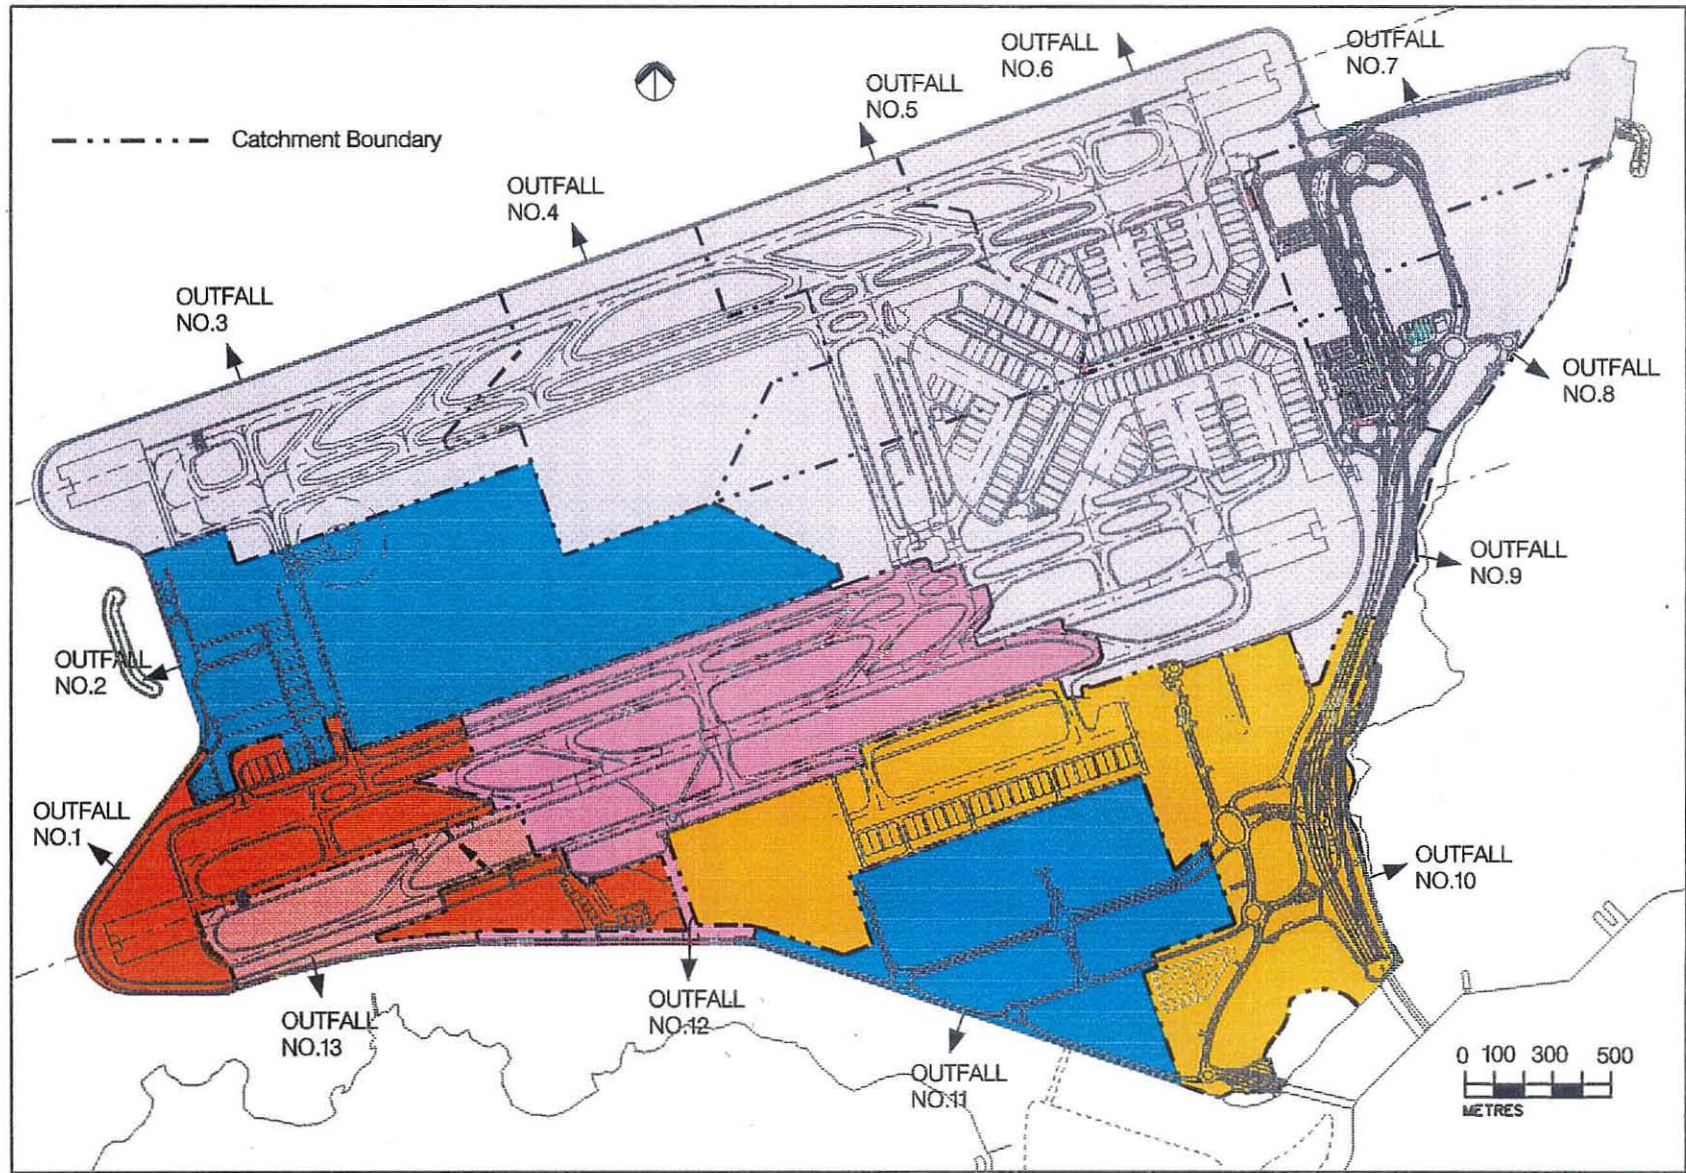 OUTFALL
NO.6
OUTFALL
NO.7
OUTFALL
NO.5
Catchment Boundary
OUTFALL
NO.4
OUTFALL
NO.3
OUTFALL
NO.8
OUTFALL
NO.9
OUTFALL
NO.2
OUTFALL
NO.1
OUTFALL
NO.10
OUTFALL
NO.12
OUTFALL
NO.13
OUTFALL
NO.11
0 100 300 500
METRES